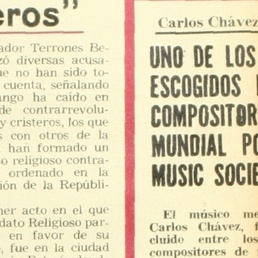 eros”
ador Terrones Be-
zó diversas acusa-
que no han sido to-
cuenta, señalando
ango ha caído en
de contrarrevolu-
y cristeros, los que
s con otros de la
han formado un
o religioso contra-
ordenado en la
ión de la Repúbli-
ner acto en el que
dato Religioso par-
en favor de su
o, fue en la ciudad
Carlos Chávez,
UNO DE LOS
ESCOGIDOS
COMPOSITOR
MUNDIAL PO
MUSIC SOCIE
El músico me
Carlos Chávez, f
cluido entre los
compositores de